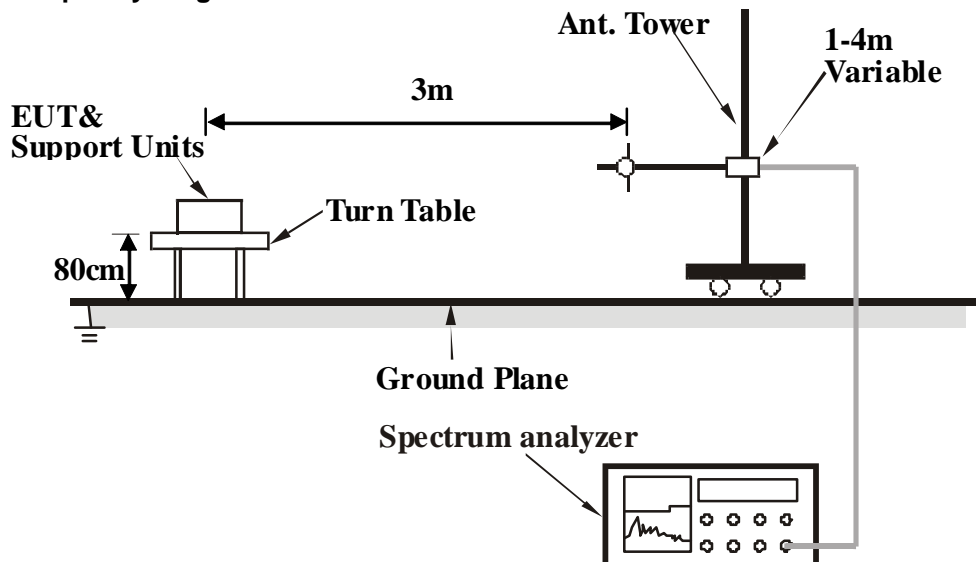 Ant. Tower
1-4m
Variable
3m
EUT&
Support Units
Turn Table
80cm
Ground Plane
Spectrum analyzer